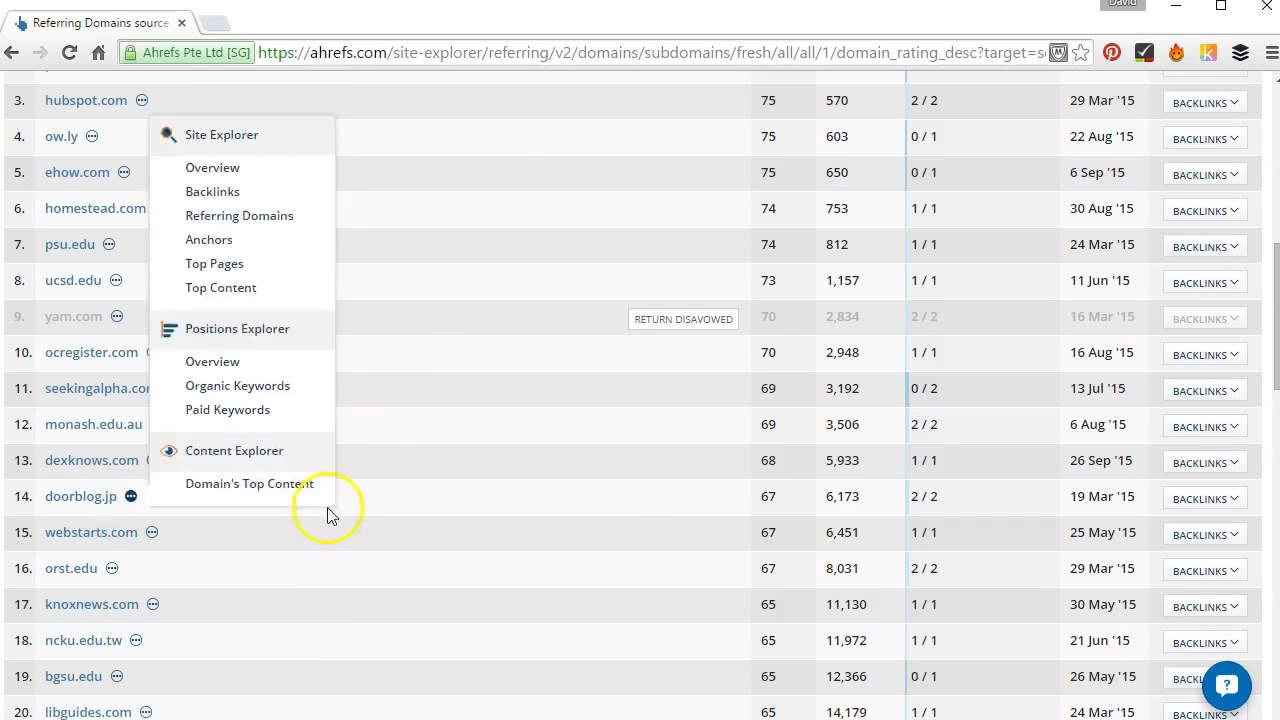 David
Referring Domains source
Ahrefs Pte Ltd [SG] https://ahrefs.com/site-explorer/referring/v2/domains/subdomains/fresh/all/all/1/domain_rating_desc?target=s
3. hubspot.com 75 570 2 / 2 29 Mar '15 BACKLINKS
Site Explorer
4. ow.ly 75 603 0 / 1 22 Aug '15 BACKLINKS
Overview
5. ehow.com 75 650 0 / 1 6 Sep '15 BACKLINKS
Backlinks
6. homestead.com 74 753 1 / 1 30 Aug '15 BACKLINKS
Referring Domains
7. psu.edu 74 812 1 / 1 24 Mar '15 BACKLINKS
Anchors
Top Pages
8. ucsd.edu 73 1,157 1 / 1 11 Jun '15 BACKLINKS
Top Content
9. yam.com RETURN DISAVOWED 70 2,834 2 / 2 16 Mar '15 BACKLINKS
Positions Explorer
10. ocregister.com 70 2,948 1 / 1 16 Aug '15 BACKLINKS
Overview
11. seekingalpha.com 69 3,192 0 / 2 13 Jul '15 BACKLINKS
Organic Keywords
Paid Keywords
12. monash.edu.au 69 3,506 2 / 2 6 Aug '15 BACKLINKS
Content Explorer
13. dexknows.com 68 5,933 1 / 1 26 Sep '15 BACKLINKS
Domain's Top Content
14. doorblog.jp 67 6,173 2 / 2 19 Mar '15 BACKLINKS
15. webstarts.com 67 6,451 1 / 1 25 May '15 BACKLINKS
16. orst.edu 67 8,031 2 / 2 29 Mar '15 BACKLINKS
17. knoxnews.com 65 11,130 1 / 1 30 May '15 BACKLINKS
18. ncku.edu.tw 65 11,972 1 / 1 21 Jun '15 BACKLINKS
19. bgsu.edu 65 12,366 0 / 1 26 May '15 BACKL
20. libguides.com 65 14,179 1 / 1 24 Mar '15 BACKLINKS